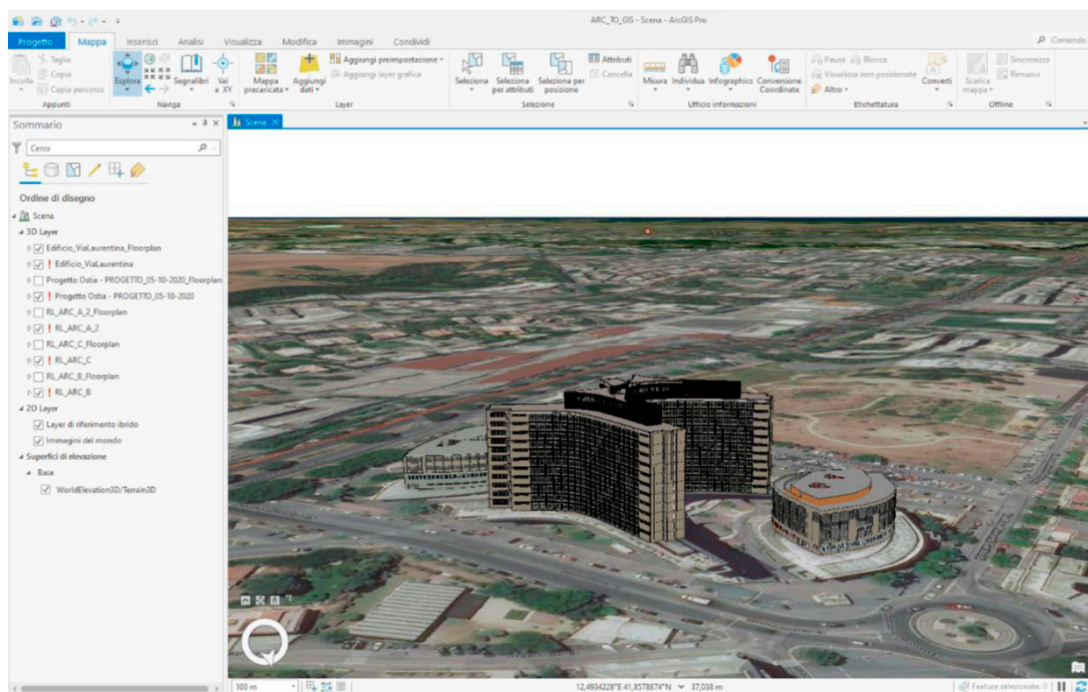 ARC_TO_GIS - Scena - ArcGIS Pro
Progetto Mappa Inserisci Analisi Visualizza Modifica Immagini Condividi
Comando
Incolla
Taglia
Copia
Copia percorso
Appunti
Esplora
Segnalibri
Vai a XY
Naviga
Mappa precaricata
Aggiungi dati
Aggiungi preimpostazione
Aggiungi layer grafica
Layer
Seleziona
Seleziona per attributi
Seleziona per posizione
Attributi
Cancella
Selezione
Misura
Individua
Infographics
Conversione Coordinate
Ufficio informazioni
Pausa
Blocca
Visualizza non posizionate
Altro
Converti
Etichettatura
Scarica mappa
Sincronizza
Rimuovi
Offline
Sommario
Scena
Cerca
Ordine di disegno
Scena
3D Layer
Edificio_ViaLaurentina_Floorplan
! Edificio_ViaLaurentina
Progetto Ostia - PROGETTO_05-10-2020_Floorplan
! Progetto Ostia - PROGETTO_05-10-2020
RL_ARC_A_2_Floorplan
! RL_ARC_A_2
RL_ARC_C_Floorplan
! RL_ARC_C
RL_ARC_B_Floorplan
! RL_ARC_B
2D Layer
Layer di riferimento ibrido
Immagini del mondo
Superfici di elevazione
Base
WorldElevation3D/Terrain3D
103 m
12,4934228°E 41,8578874°N
37,038 m
Feature selezionate: 0